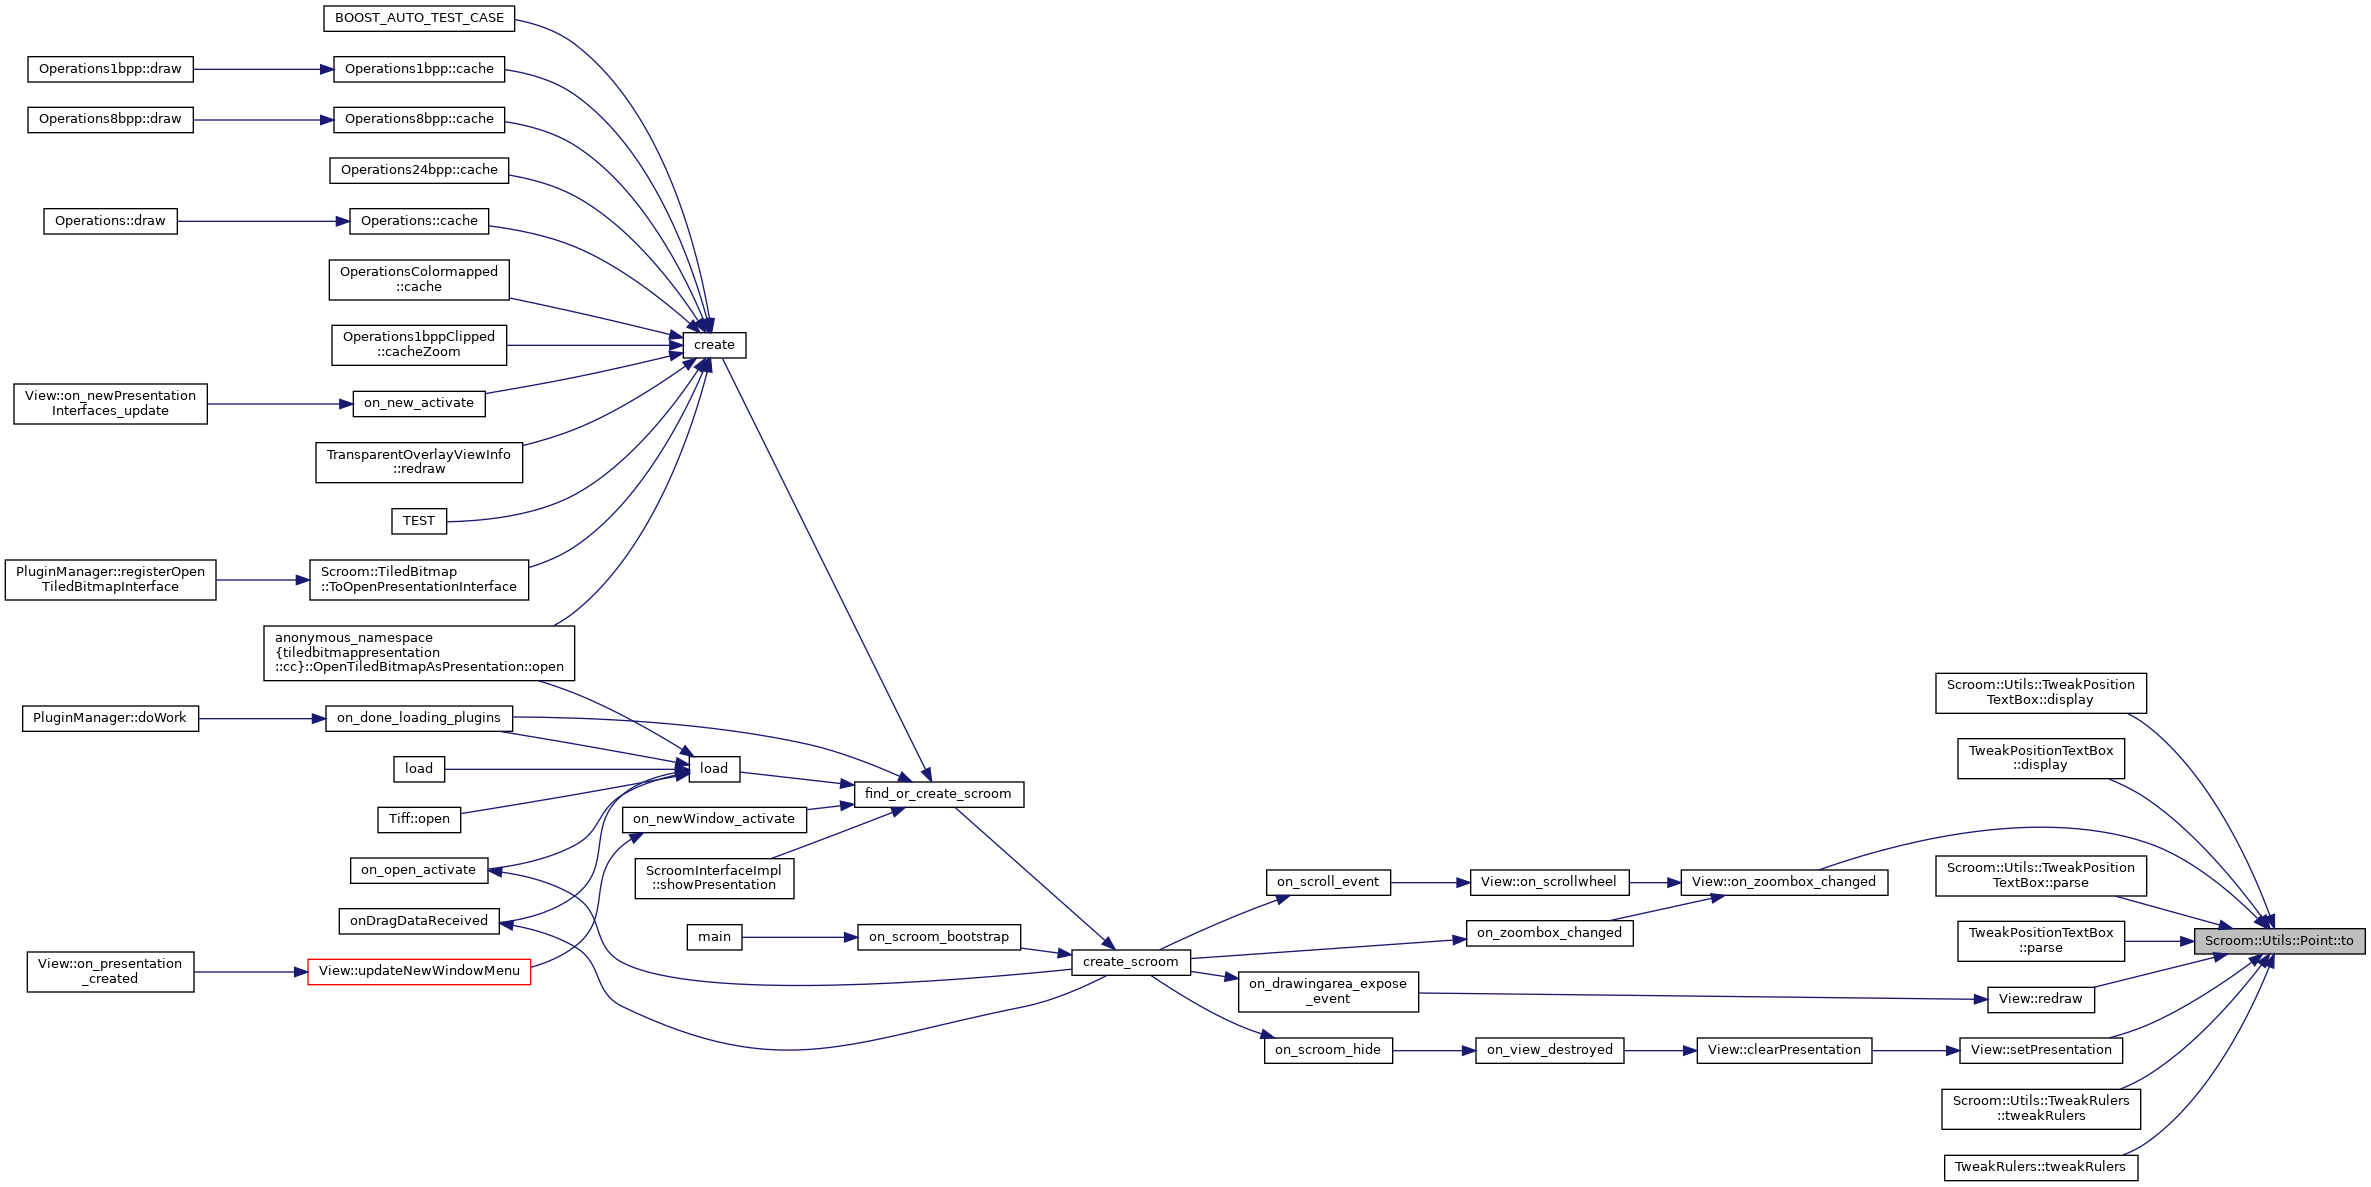 BOOST_AUTO_TEST_CASE
Operations1bpp::draw
Operations1bpp::cache
Operations8bpp::draw
Operations8bpp::cache
Operations24bpp::cache
Operations::draw
Operations::cache
OperationsColormapped
::cache
Operations1bppClipped
::cacheZoom
create
View::on_newPresentation
Interfaces_update
on_new_activate
TransparentOverlayViewInfo
::redraw
TEST
PluginManager::registerOpen
TiledBitmapInterface
Scroom::TiledBitmap
::ToOpenPresentationInterface
anonymous_namespace
{tiledbitmappresentation
::cc}::OpenTiledBitmapAsPresentation::open
PluginManager::doWork
on_done_loading_plugins
load
load
Tiff::open
on_newWindow_activate
find_or_create_scroom
on_open_activate
ScroomInterfaceImpl
::showPresentation
onDragDataReceived
main
on_scroom_bootstrap
View::on_presentation
_created
View::updateNewWindowMenu
create_scroom
on_scroll_event
View::on_scrollwheel
View::on_zoombox_changed
on_zoombox_changed
on_drawingarea_expose
_event
on_scroom_hide
on_view_destroyed
View::clearPresentation
Scroom::Utils::TweakPosition
TextBox::display
TweakPositionTextBox
::display
Scroom::Utils::TweakPosition
TextBox::parse
TweakPositionTextBox
::parse
View::redraw
View::setPresentation
Scroom::Utils::TweakRulers
::tweakRulers
TweakRulers::tweakRulers
Scroom::Utils::Point::to